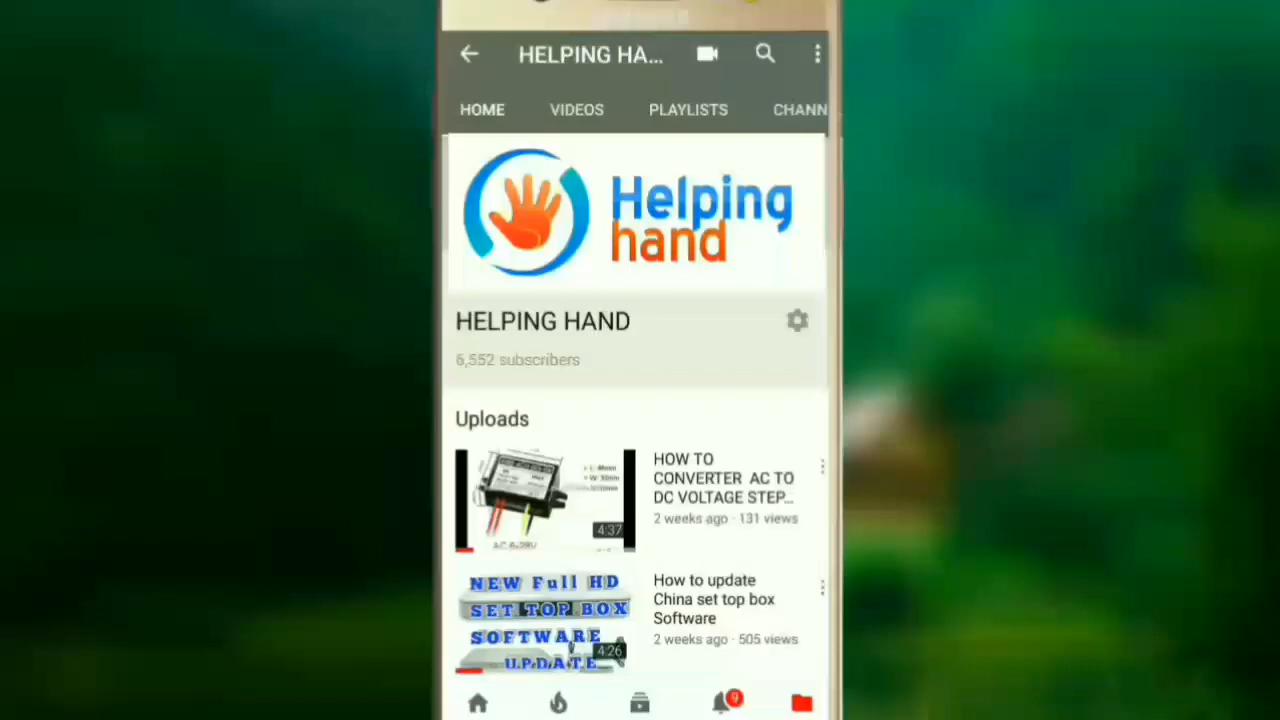 HELPING HA...
HOME VIDEOS PLAYLISTS CHANN
Helping
hand
HELPING HAND
6,552 subscribers
Uploads
HOW TO
CONVERTER AC TO
DC VOLTAGE STEP...
2 weeks ago · 131 views
4:37
How to update
China set top box
Software
2 weeks ago · 505 views
NEW Full HD
SET TOP BOX
SOFTWARE
UPDATE
4:26
9